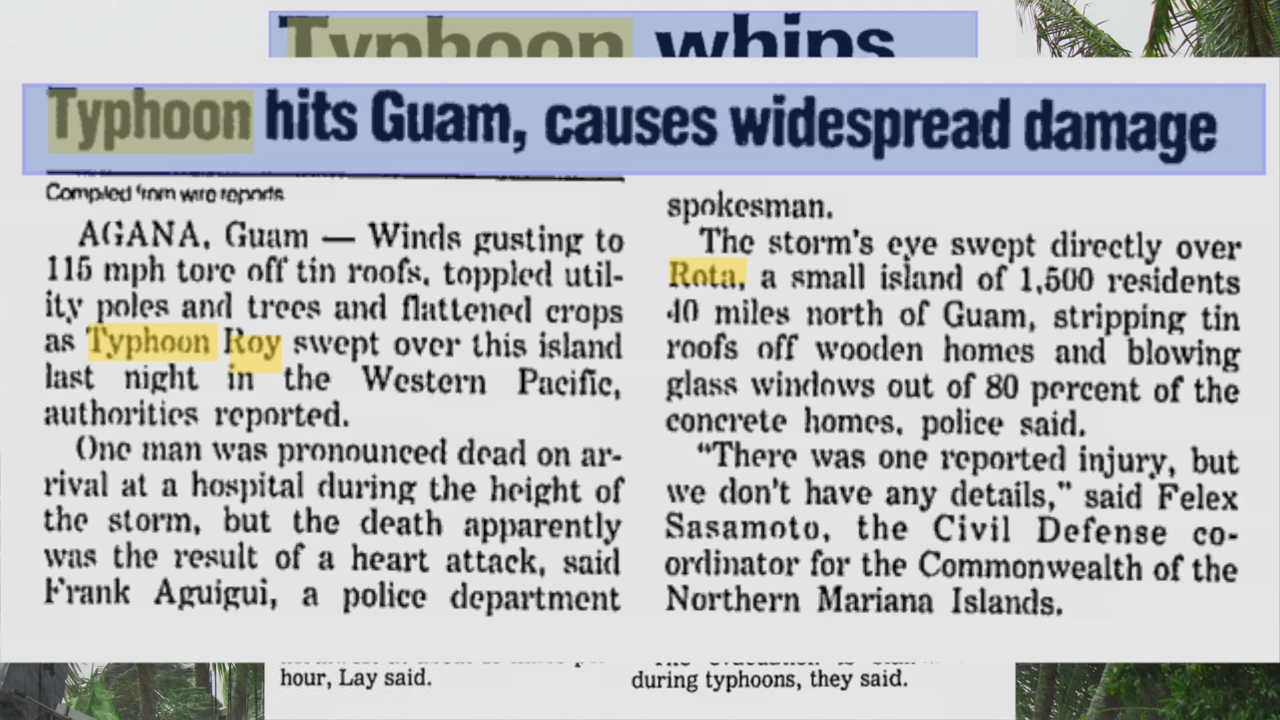 Typhoon whips
Typhoon hits Guam, causes widespread damage
Compiled from wire reports
AGANA, Guam — Winds gusting to
115 mph tore off tin roofs, toppled util-
ity poles and trees and flattened crops
as Typhoon Roy swept over this island
last night in the Western Pacific,
authorities reported.
One man was pronounced dead on ar-
rival at a hospital during the height of
the storm, but the death apparently
was the result of a heart attack, said
Frank Aguigui, a police department
spokesman.
The storm's eye swept directly over
Rota, a small island of 1,500 residents
40 miles north of Guam, stripping tin
roofs off wooden homes and blowing
glass windows out of 80 percent of the
concrete homes, police said.
“There was one reported injury, but
we don't have any details,” said Felex
Sasamoto, the Civil Defense co-
ordinator for the Commonwealth of the
Northern Mariana Islands.
hour, Lay said.
during typhoons, they said.